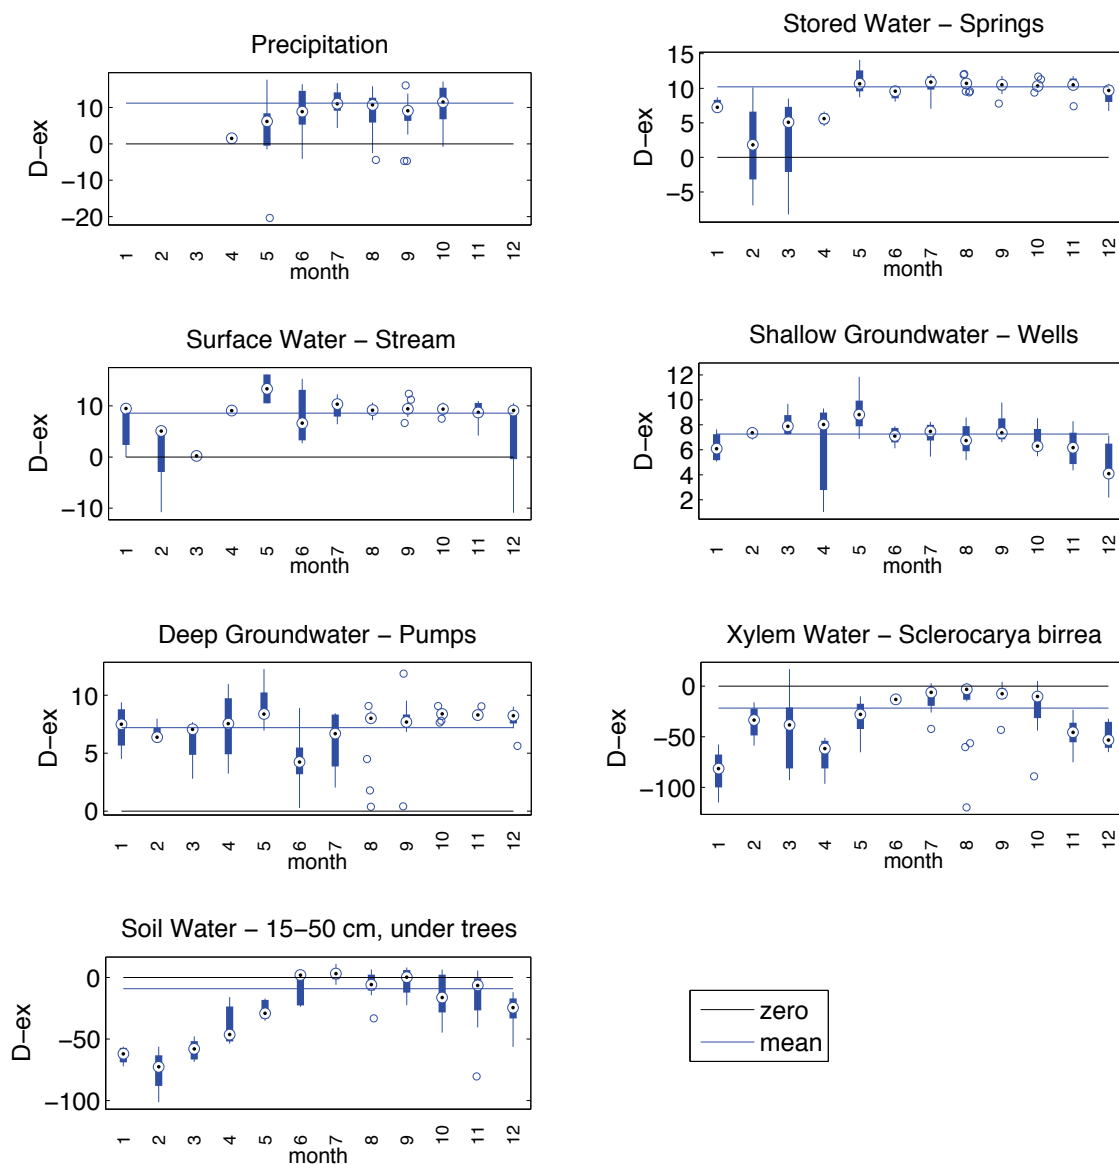 Precipitation
D−ex
10
0
−10
−20
1 2 3 4 5 6 7 8 9 10 11 12
month
Stored Water − Springs
D−ex
15
10
5
0
−5
1 2 3 4 5 6 7 8 9 10 11 12
month
Surface Water − Stream
D−ex
10
0
−10
1 2 3 4 5 6 7 8 9 10 11 12
month
Shallow Groundwater − Wells
D−ex
12
10
8
6
4
2
1 2 3 4 5 6 7 8 9 10 11 12
month
Deep Groundwater − Pumps
D−ex
10
5
0
1 2 3 4 5 6 7 8 9 10 11 12
month
Xylem Water − Sclerocarya birrea
D−ex
0
−50
−100
1 2 3 4 5 6 7 8 9 10 11 12
month
Soil Water − 15−50 cm, under trees
D−ex
0
−50
−100
1 2 3 4 5 6 7 8 9 10 11 12
month
zero
mean